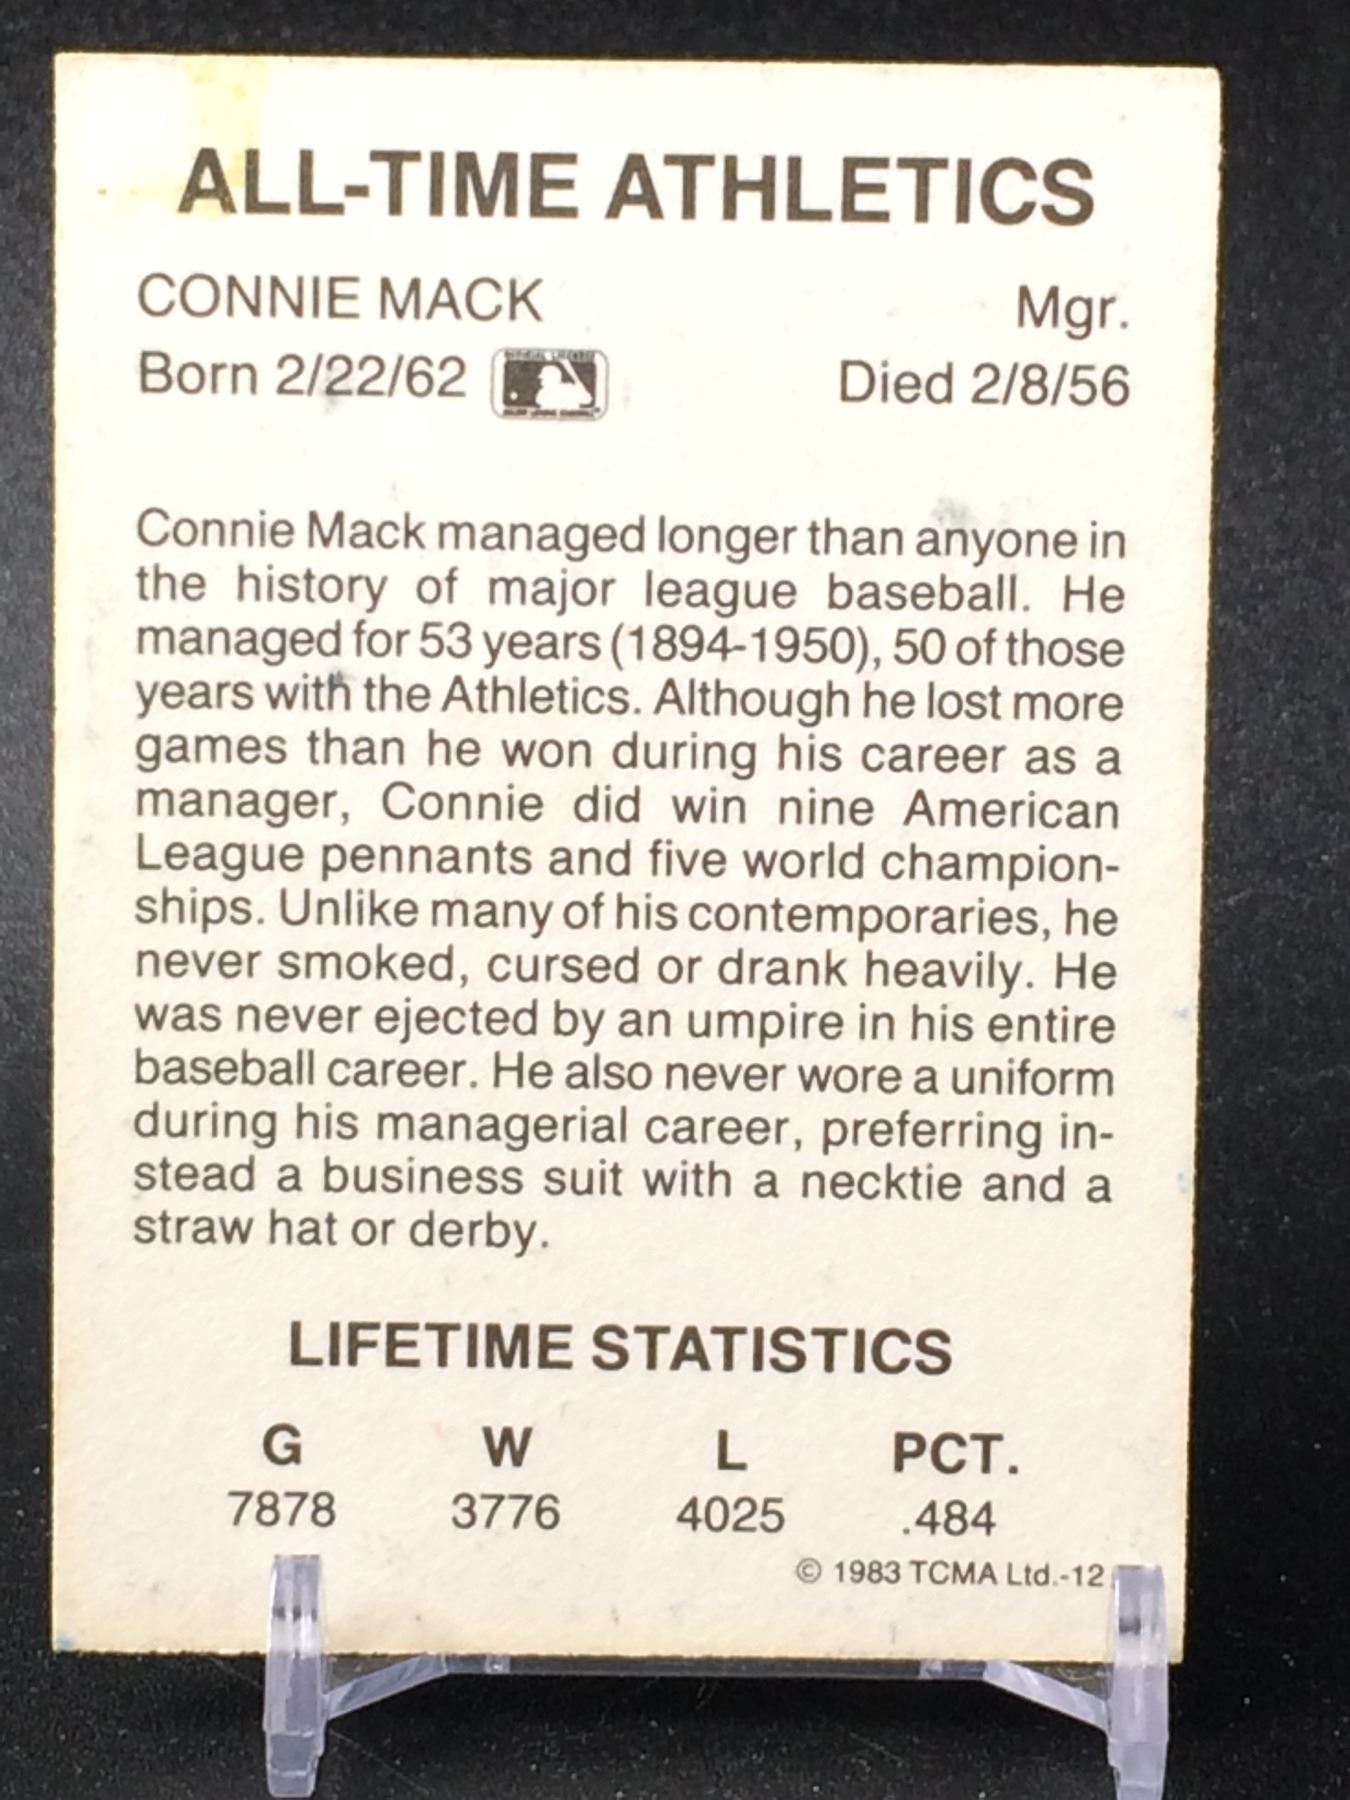 ALL-TIME ATHLETICS
CONNIE MACK Mgr.
Born 2/22/62 Died 2/8/56
Connie Mack managed longer than anyone in
the history of major league baseball. He
managed for 53 years (1894-1950), 50 of those
years with the Athletics. Although he lost more
games than he won during his career as a
manager, Connie did win nine American
League pennants and five world champion-
ships. Unlike many of his contemporaries, he
never smoked, cursed or drank heavily. He
was never ejected by an umpire in his entire
baseball career. He also never wore a uniform
during his managerial career, preferring in-
stead a business suit with a necktie and a
straw hat or derby.
LIFETIME STATISTICS
G W L PCT.
7878 3776 4025 .484
© 1983 TCMA Ltd.-12